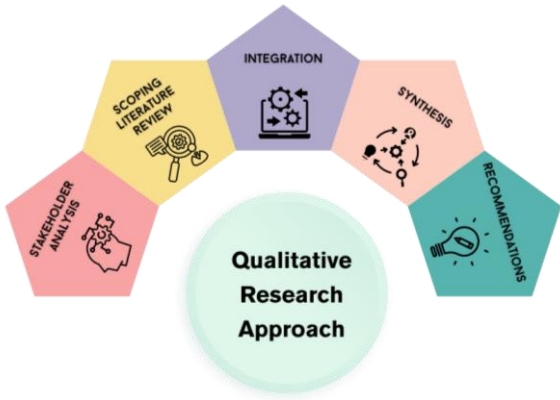 STAKEHOLDER
ANALYSIS
SCOPING
LITERATURE
REVIEW
INTEGRATION
SYNTHESIS
RECOMMENDATIONS
Qualitative
Research
Approach